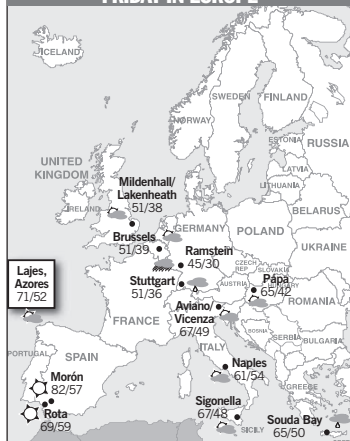 FRIDAY IN EUROPE
ICELAND
SWEDEN
FINLAND
NORWAY
ESTONIA
RUSSIA
LATVIA
LITHUANIA
UNITED
KINGDOM
Mildenhall/
Lakenheath
51/38
IRELAND
BELARUS
GERMANY
POLAND
Brussels
51/39
Ramstein
45/30
UKRAINE
Lajes,
Azores
71/52
Stuttgart
51/36
CZECH
REP
SLOVAKIA
AUSTRIA
HUNGARY
Pápa
65/42
ROMANIA
FRANCE
Aviano/
Vicenza
67/49
BOSNIA
SERBIA
BULGARIA
ITALY
PORTUGAL
SPAIN
Morón
82/57
Rota
69/59
Naples
61/54
GREECE
Sigonella
67/48
SICILY
Souda Bay
65/50